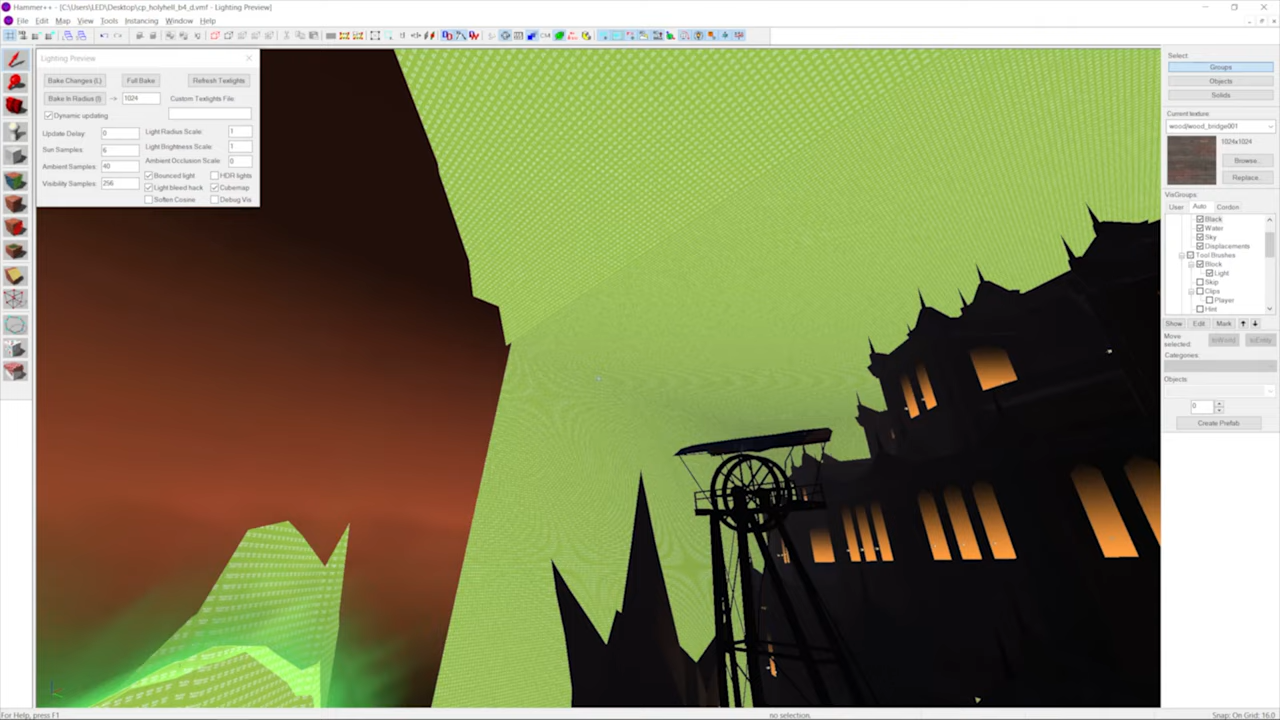 Hammer++ - [C:\Users\LED\Desktop\cp_holyhell_b4_d.vmf - Lighting Preview]
File Edit Map View Tools Instancing Window Help
Lighting Preview
Bake Changes (L) Full Bake Refresh Texlights
Bake In Radius (I) -> 1024 Custom Texlights File:
Dynamic updating
Update Delay: 0 Light Radius Scale: 1
Sun Samples: 6 Light Brightness Scale: 1
Ambient Samples: 40 Ambient Occlusion Scale: 0
Visibility Samples: 256 Bounced light HDR lights
Light bleed hack Cubemap
Soften Cosine Debug Vis
Select:
Groups
Objects
Solids
Current texture:
wood/wood_bridge001
1024x1024
Browse...
Replace...
VisGroups:
User Auto Cordon
Black
Water
Sky
Displacements
Tool Brushes
Block
Light
Skip
Clips
Player
Hint
Show Edit Mark
Move selected: toWorld toEntity
Categories:
Objects:
0
Create Prefab
For Help, press F1 no selection. Snap: On Grid: 16.0